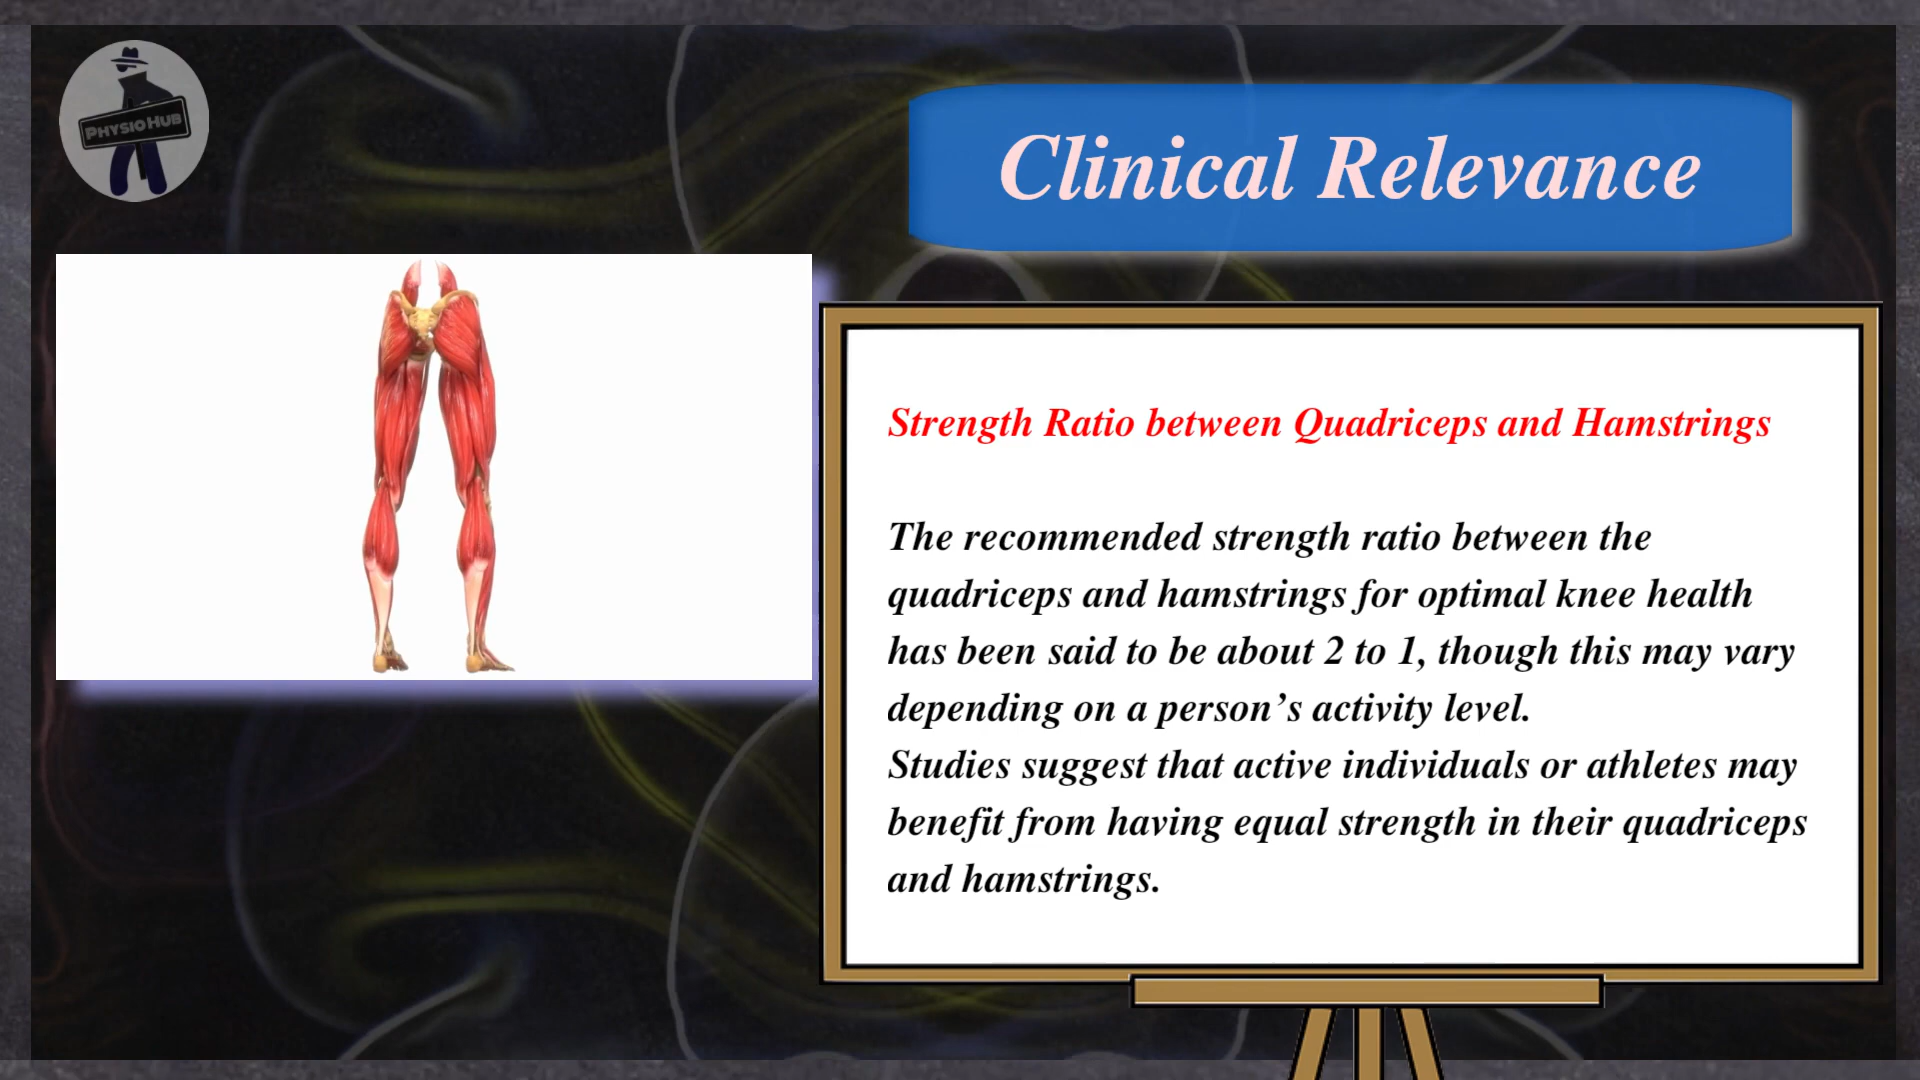 PHYSIO HUB
Clinical Relevance
Strength Ratio between Quadriceps and Hamstrings
The recommended strength ratio between the
quadriceps and hamstrings for optimal knee health
has been said to be about 2 to 1, though this may vary
depending on a person’s activity level.
Studies suggest that active individuals or athletes may
benefit from having equal strength in their quadriceps
and hamstrings.